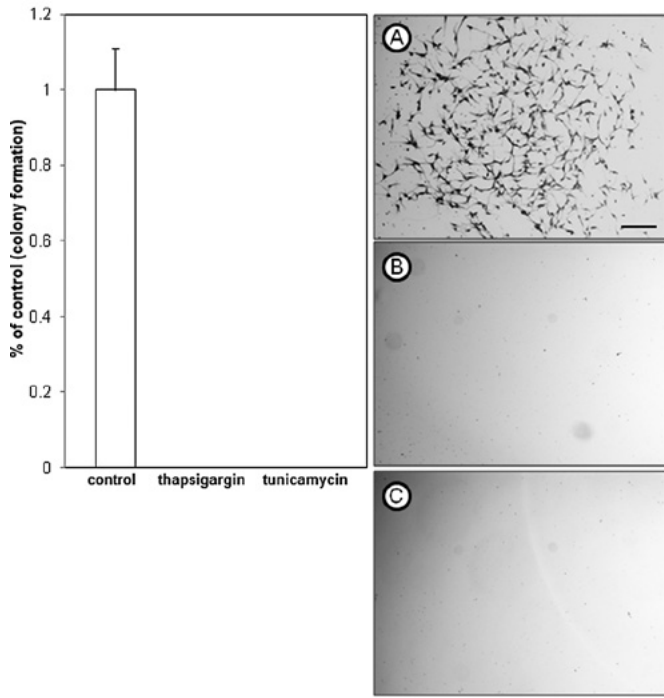 % of control (colony formation)
1.2
1
0.8
0.6
0.4
0.2
0
control thapsigargin tunicamycin
A
B
C